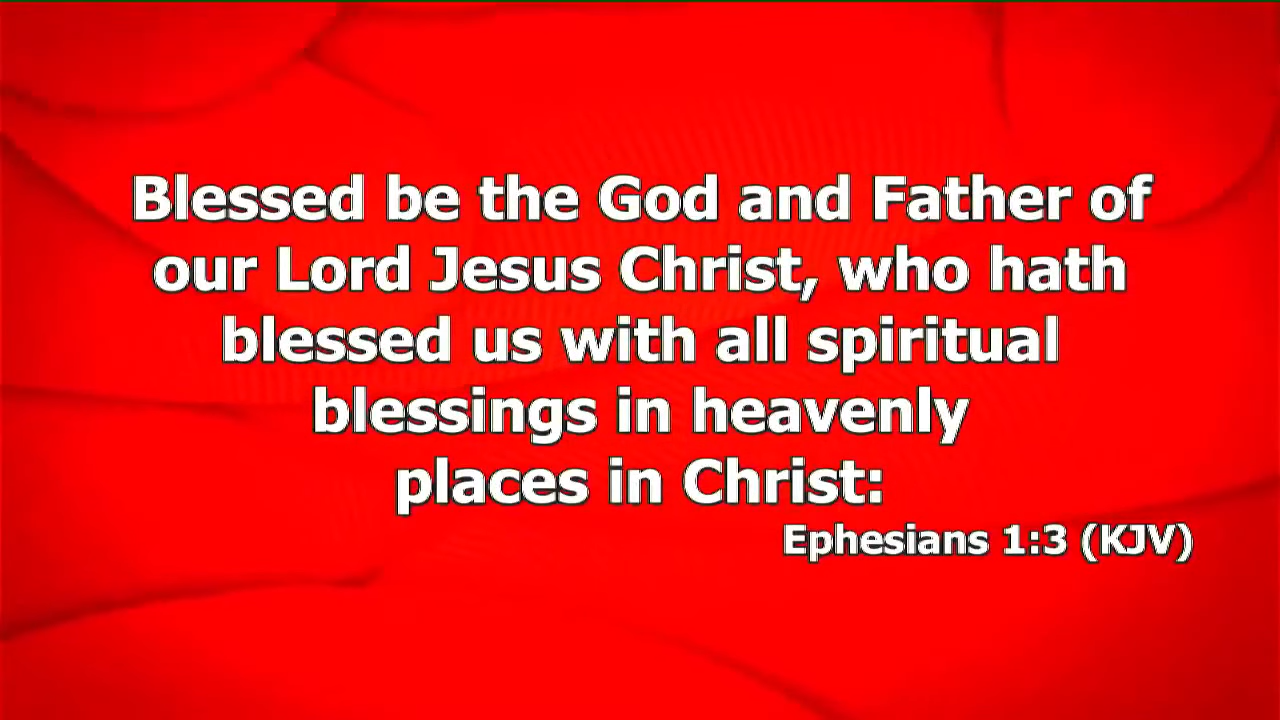 Blessed be the God and Father of
our Lord Jesus Christ, who hath
blessed us with all spiritual
blessings in heavenly
places in Christ:
Ephesians 1:3 (KJV)